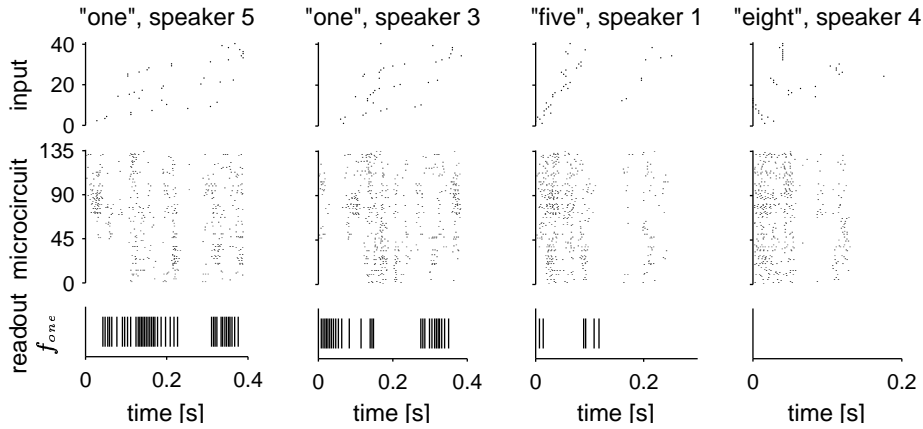 "one", speaker 5
"one", speaker 3
"five", speaker 1
"eight", speaker 4
input
40
20
0
microcircuit
135
90
45
0
readout
fone
0 0.2 0.4
0 0.2 0.4
0 0.2
0 0.2
time [s]
time [s]
time [s]
time [s]